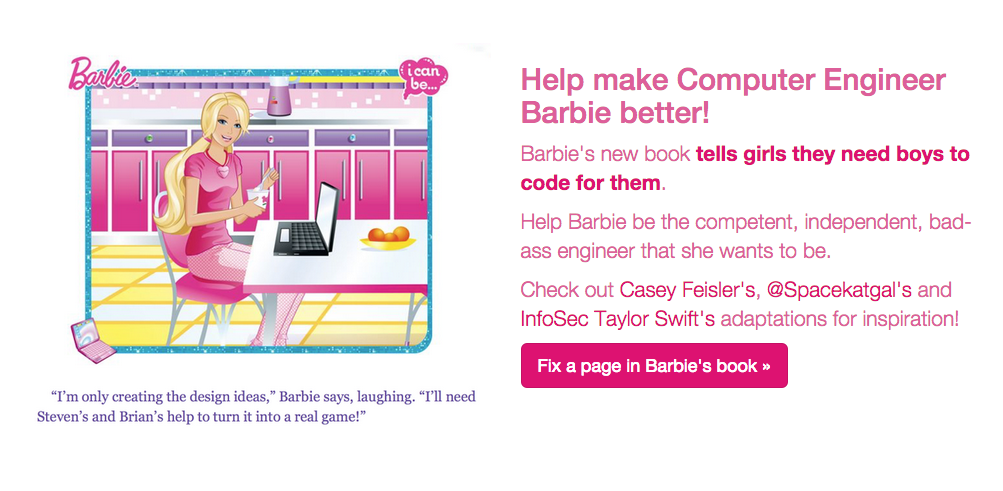 Barbie
i can
be...
“I’m only creating the design ideas,” Barbie says, laughing. “I’ll need
Steven’s and Brian’s help to turn it into a real game!”
Help make Computer Engineer
Barbie better!
Barbie's new book tells girls they need boys to
code for them.
Help Barbie be the competent, independent, bad-
ass engineer that she wants to be.
Check out Casey Feisler's, @Spacekatgal's and
InfoSec Taylor Swift's adaptations for inspiration!
Fix a page in Barbie's book »